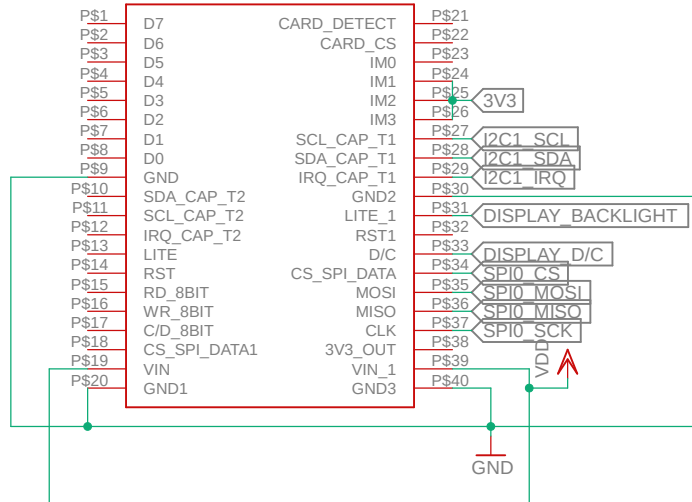 P$1 D7 CARD_DETECT P$21
P$2 D6 CARD_CS P$22
P$3 D5 IM0 P$23
P$4 D4 IM1 P$24
P$5 D3 IM2 P$25 3V3
P$6 D2 IM3 P$26
P$7 D1 SCL_CAP_T1 P$27 I2C1_SCL
P$8 D0 SDA_CAP_T1 P$28 I2C1_SDA
P$9 GND IRQ_CAP_T1 P$29 I2C1_IRQ
P$10 SDA_CAP_T2 GND2 P$30
P$11 SCL_CAP_T2 LITE_1 P$31 DISPLAY_BACKLIGHT
P$12 IRQ_CAP_T2 RST1 P$32
P$13 LITE D/C P$33 DISPLAY_D/C
P$14 RST CS_SPI_DATA P$34 SPI0_CS
P$15 RD_8BIT MOSI P$35 SPI0_MOSI
P$16 WR_8BIT MISO P$36 SPI0_MISO
P$17 C/D_8BIT CLK P$37 SPI0_SCK
P$18 CS_SPI_DATA1 3V3_OUT P$38
P$19 VIN VIN_1 P$39 VDD
P$20 GND1 GND3 P$40
GND